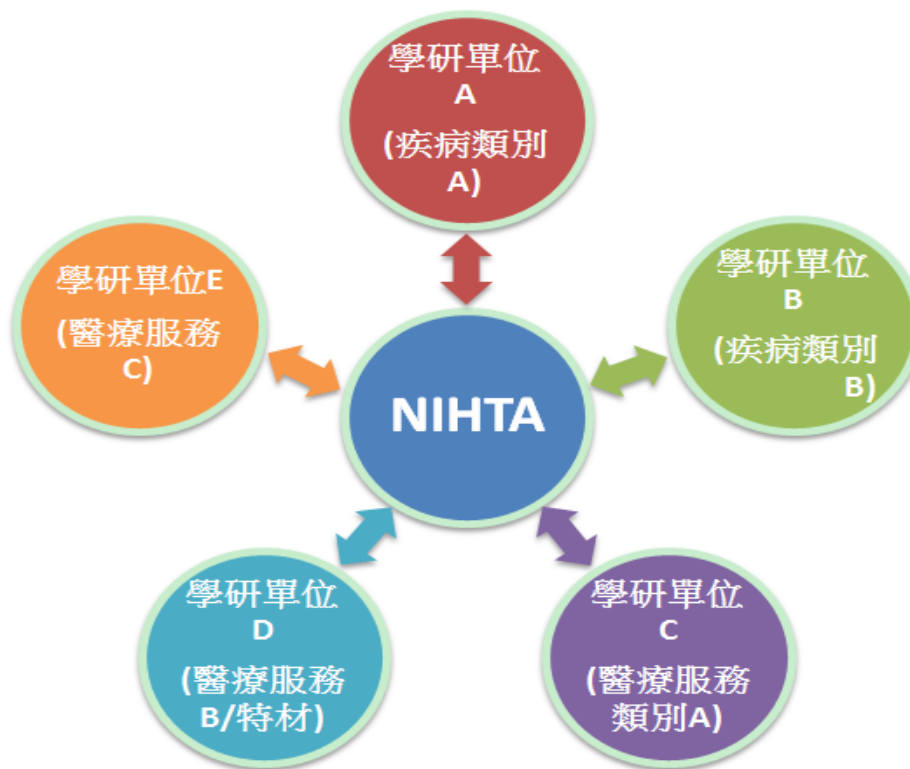 學研單位
A
(疾病類別
A)
學研單位E
(醫療服務
C)
學研單位
B
(疾病類別
B)
NIHTA
學研單位
D
(醫療服務
B/特材)
學研單位
C
(醫療服務
類別A)